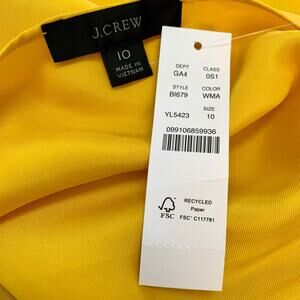 J.CREW
10
MADE IN
VIETNAM
DEPT CLASS
GA4 0S1
STYLE COLOR
BI679 WMA
SIZE
YL5423 10
099106859936
FSC
RECYCLED
Paper
FSC® C117781